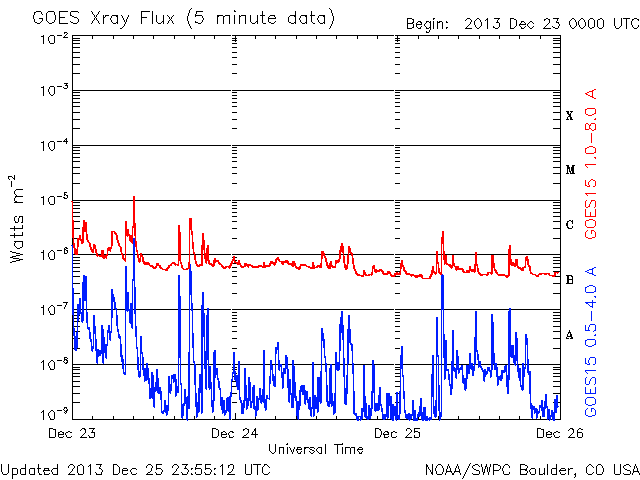 GOES Xray Flux (5 minute data)
Begin: 2013 Dec 23 0000 UTC
10-2
10-3
10-4
10-5
10-6
10-7
10-8
10-9
Watts m-2
X
M
C
B
A
GOES15 1.0-8.0 A
GOES15 0.5-4.0 A
Dec 23
Dec 24
Dec 25
Dec 26
Universal Time
Updated 2013 Dec 25 23:55:12 UTC
NOAA/SWPC Boulder, CO USA